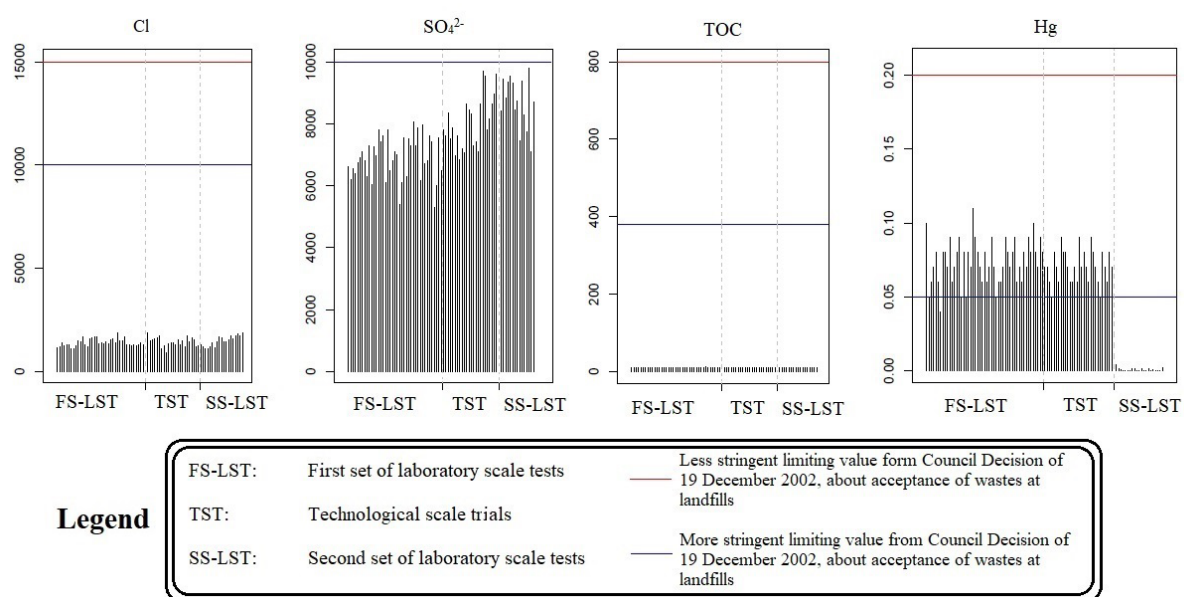 Cl
SO₄²⁻
TOC
Hg
15000
10000
5000
0
FS-LST TST SS-LST
10000
8000
6000
4000
2000
0
FS-LST TST SS-LST
800
600
400
200
0
FS-LST TST SS-LST
0.20
0.15
0.10
0.05
0.00
FS-LST TST SS-LST
Legend
FS-LST: First set of laboratory scale tests
TST: Technological scale trials
SS-LST: Second set of laboratory scale tests
Less stringent limiting value form Council Decision of
19 December 2002, about acceptance of wastes at
landfills
More stringent limiting value from Council Decision of
19 December 2002, about acceptance of wastes at
landfills